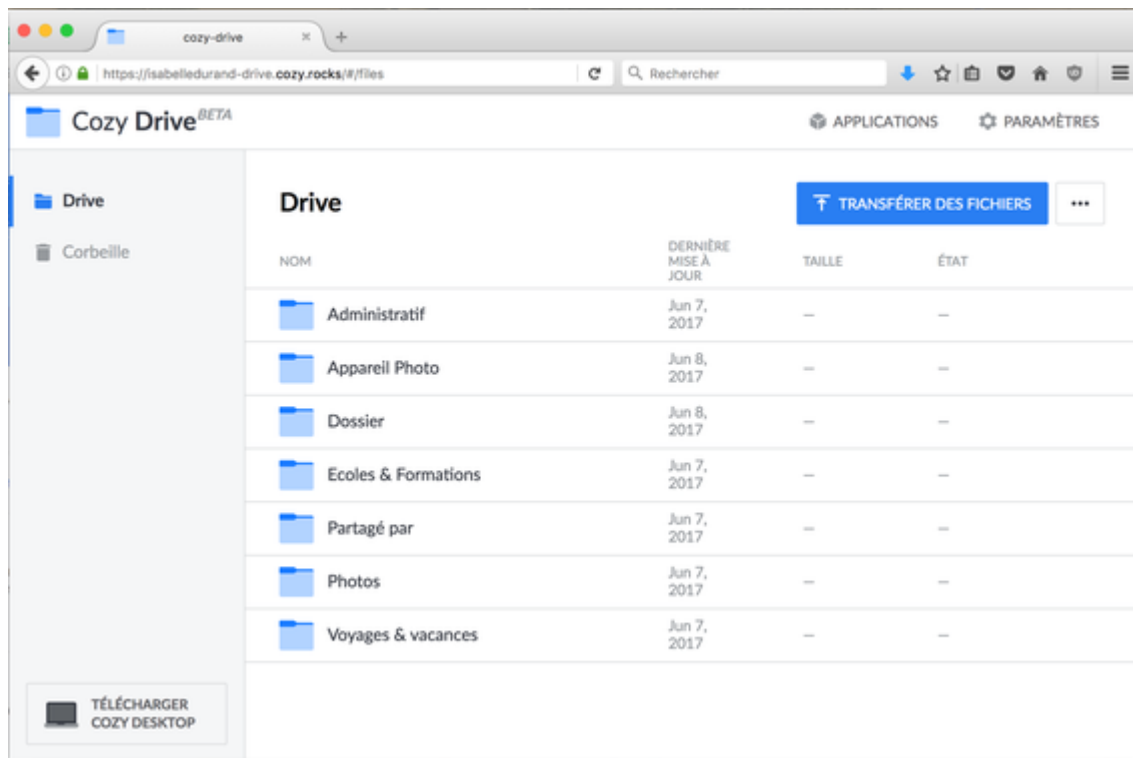 cozy-drive
https://isabelledurand-drive.cozy.rocks/#/files
Rechercher
Cozy Drive BETA
APPLICATIONS
PARAMÈTRES
Drive
Corbeille
Drive
TRANSFÉRER DES FICHIERS
NOM
DERNIÈRE
MISE À
JOUR
TAILLE
ÉTAT
Administratif
Jun 7,
2017
—
—
Appareil Photo
Jun 8,
2017
—
—
Dossier
Jun 8,
2017
—
—
Ecoles & Formations
Jun 7,
2017
—
—
Partagé par
Jun 7,
2017
—
—
Photos
Jun 7,
2017
—
—
Voyages & vacances
Jun 7,
2017
—
—
TÉLÉCHARGER
COZY DESKTOP